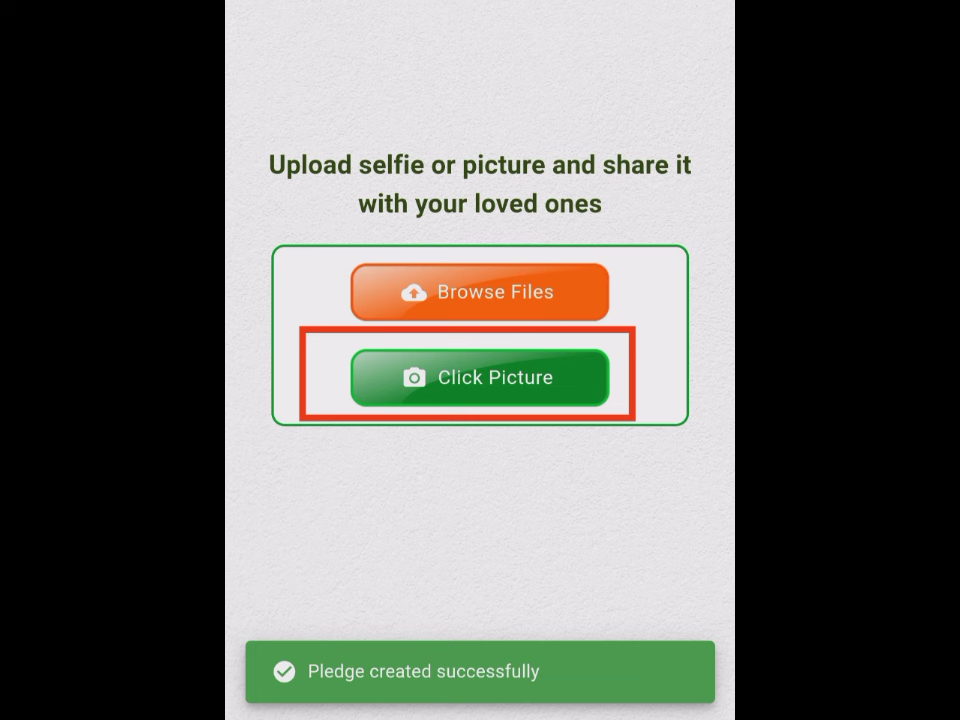 Upload selfie or picture and share it
with your loved ones
Browse Files
Click Picture
Pledge created successfully